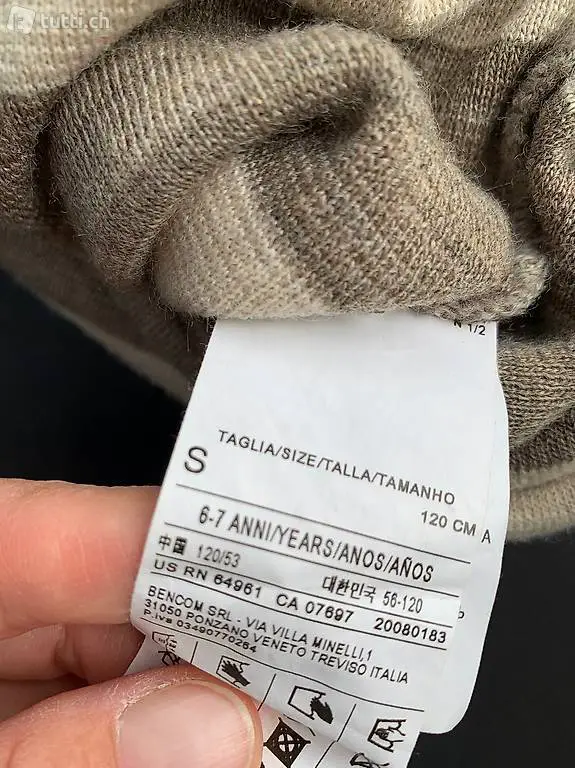 tutti.ch
N 1/2
TAGLIA/SIZE/TALLA/TAMANHO
S
120 CM
A
6-7 ANNI/YEARS/ANOS/AÑOS
中国 120/53 대한민국 56-120
US RN 64961 CA 07697 20080183
BENCOM SRL - VIA VILLA MINELLI,1
31050 PONZANO VENETO TREVISO ITALIA
P.IVA 03490770264